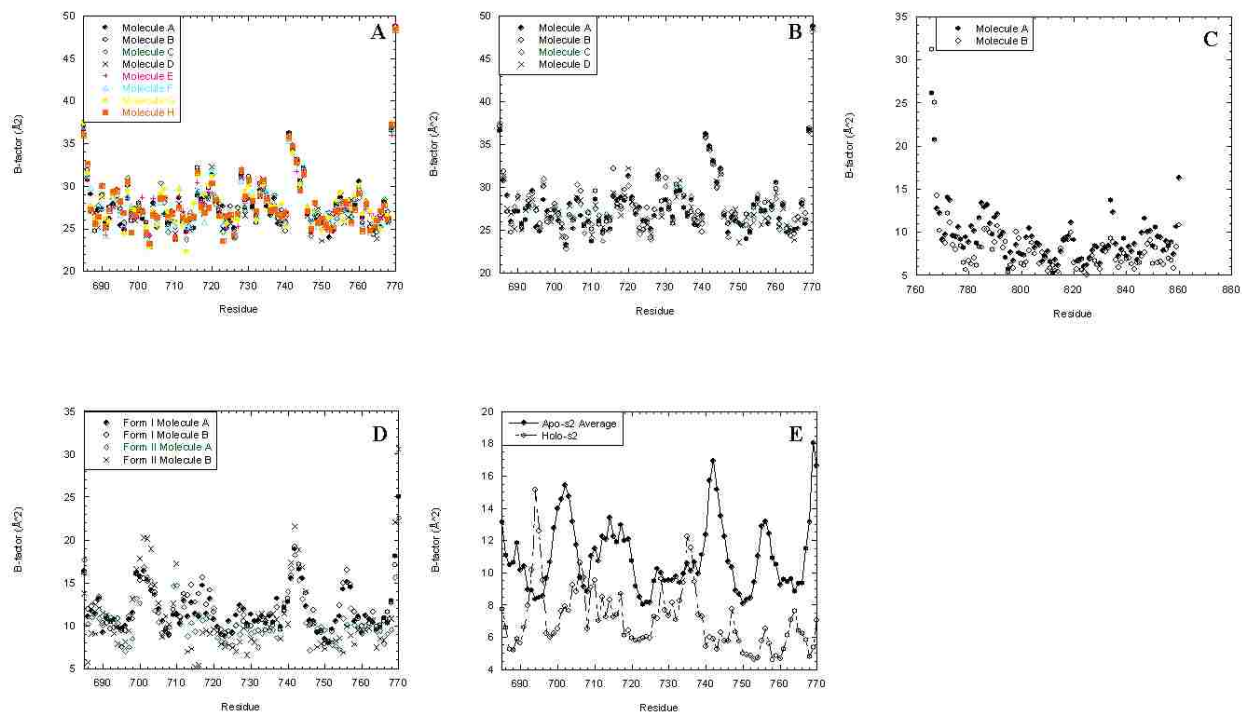 A
Molecule A
Molecule B
Molecule C
Molecule D
Molecule E
Molecule F
Molecule H
B-factor (Å2)
50
45
40
35
30
25
20
690 700 710 720 730 740 750 760 770
Residue
B
Molecule A
Molecule B
Molecule C
Molecule D
B-factor (Å^2)
50
45
40
35
30
25
20
690 700 710 720 730 740 750 760 770
Residue
C
Molecule A
Molecule B
B-factor (Å^2)
35
30
25
20
15
10
5
760 780 800 820 840 860 880
Residue
D
Form I Molecule A
Form I Molecule B
Form II Molecule A
Form II Molecule B
B-factor (Å^2)
35
30
25
20
15
10
5
690 700 710 720 730 740 750 760 770
Residue
E
Apo-s2 Average
Holo-s2
B-factor (Å^2)
20
18
16
14
12
10
8
6
4
690 700 710 720 730 740 750 760 770
Residue